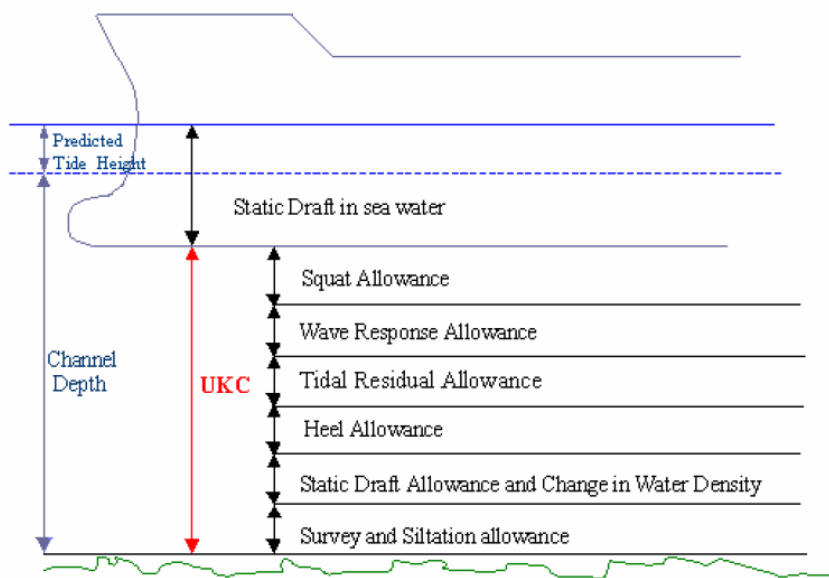 Predicted
Tide Height
Static Draft in sea water
Squat Allowance
Wave Response Allowance
Channel
Depth
UKC
Tidal Residual Allowance
Heel Allowance
Static Draft Allowance and Change in Water Density
Survey and Siltation allowance